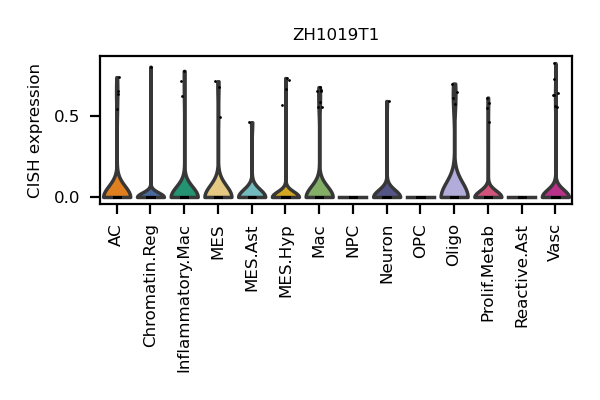 ZH1019T1
CISH expression
0.5
0.0
AC
Chromatin.Reg
Inflammatory.Mac
MES
MES.Ast
MES.Hyp
Mac
NPC
Neuron
OPC
Oligo
Prolif.Metab
Reactive.Ast
Vasc